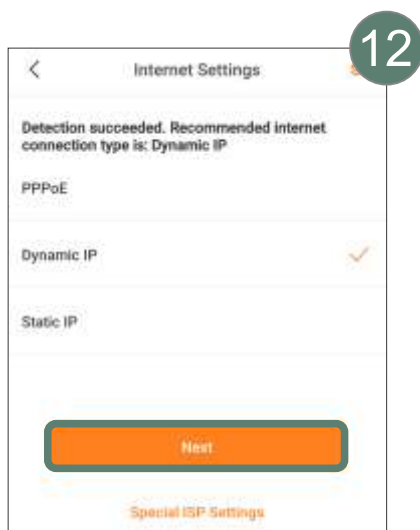 12
Internet Settings
Detection succeeded. Recommended internet
connection type is: Dynamic IP
PPPoE
Dynamic IP
Static IP
Next
Special ISP Settings